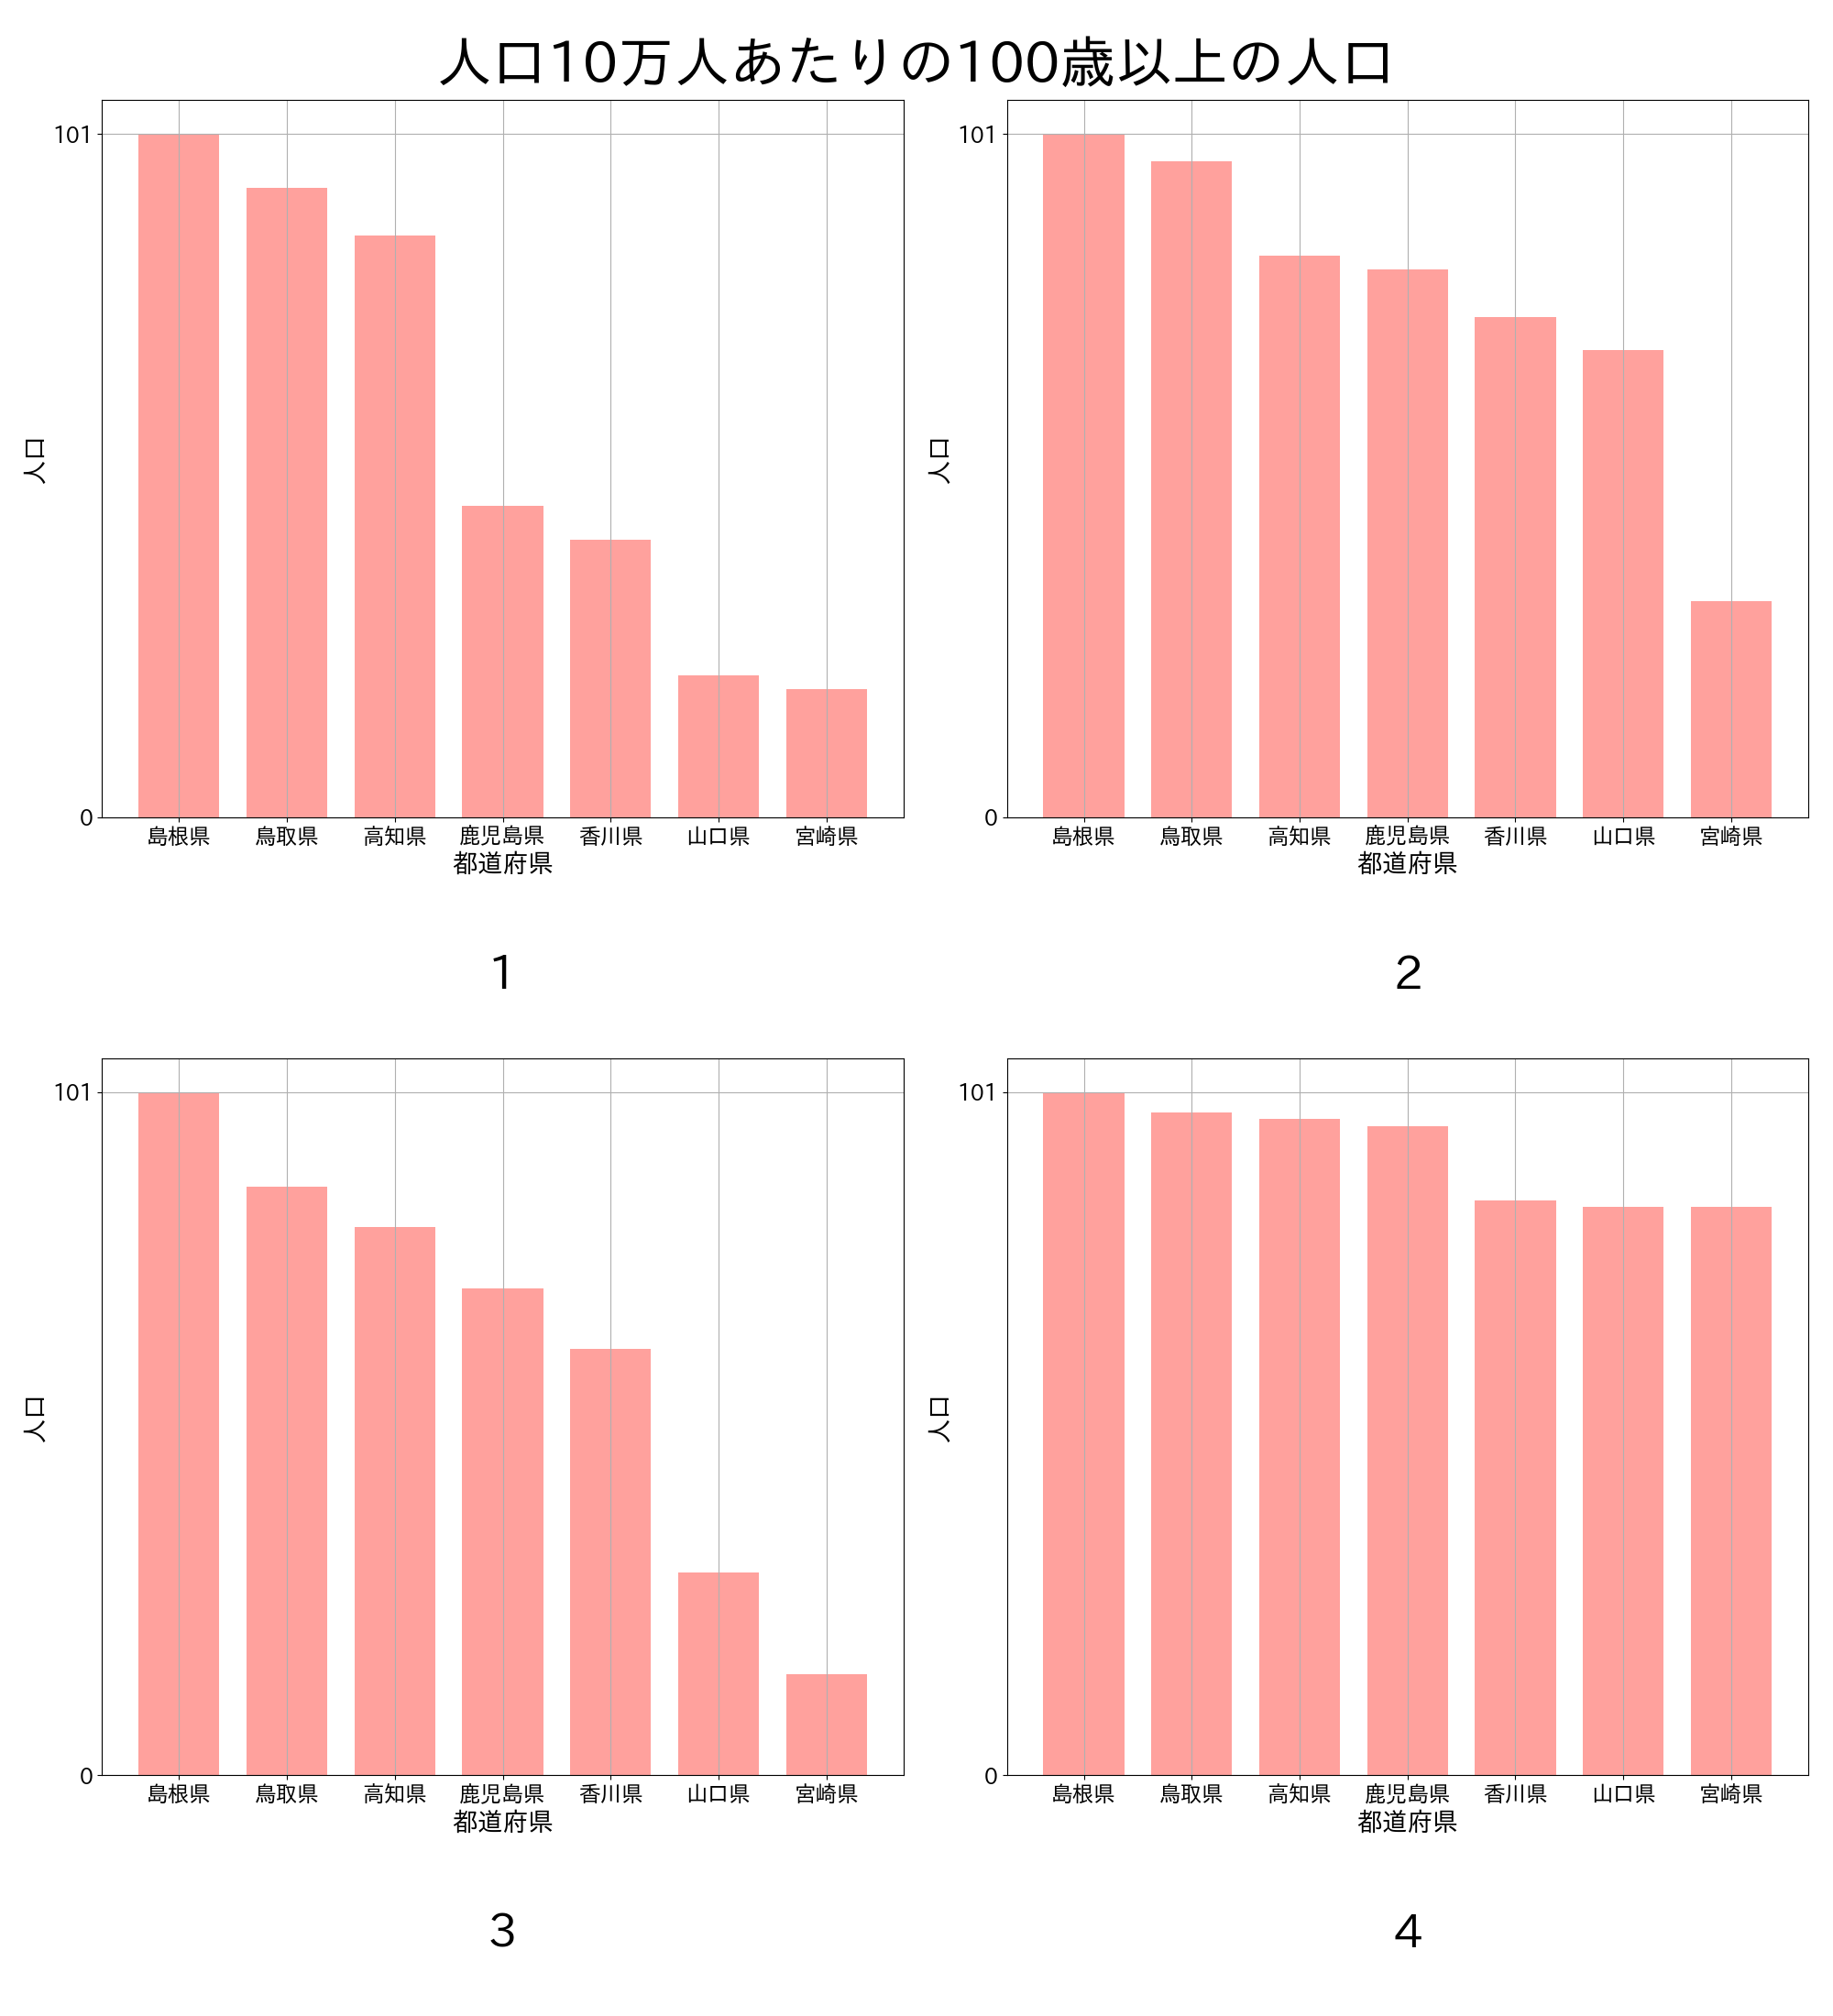 人口10万人あたりの100歳以上の人口
101
0
人口
島根県 鳥取県 高知県 鹿児島県 香川県 山口県 宮崎県
都道府県
1
101
0
人口
島根県 鳥取県 高知県 鹿児島県 香川県 山口県 宮崎県
都道府県
2
101
0
人口
島根県 鳥取県 高知県 鹿児島県 香川県 山口県 宮崎県
都道府県
3
101
0
人口
島根県 鳥取県 高知県 鹿児島県 香川県 山口県 宮崎県
都道府県
4